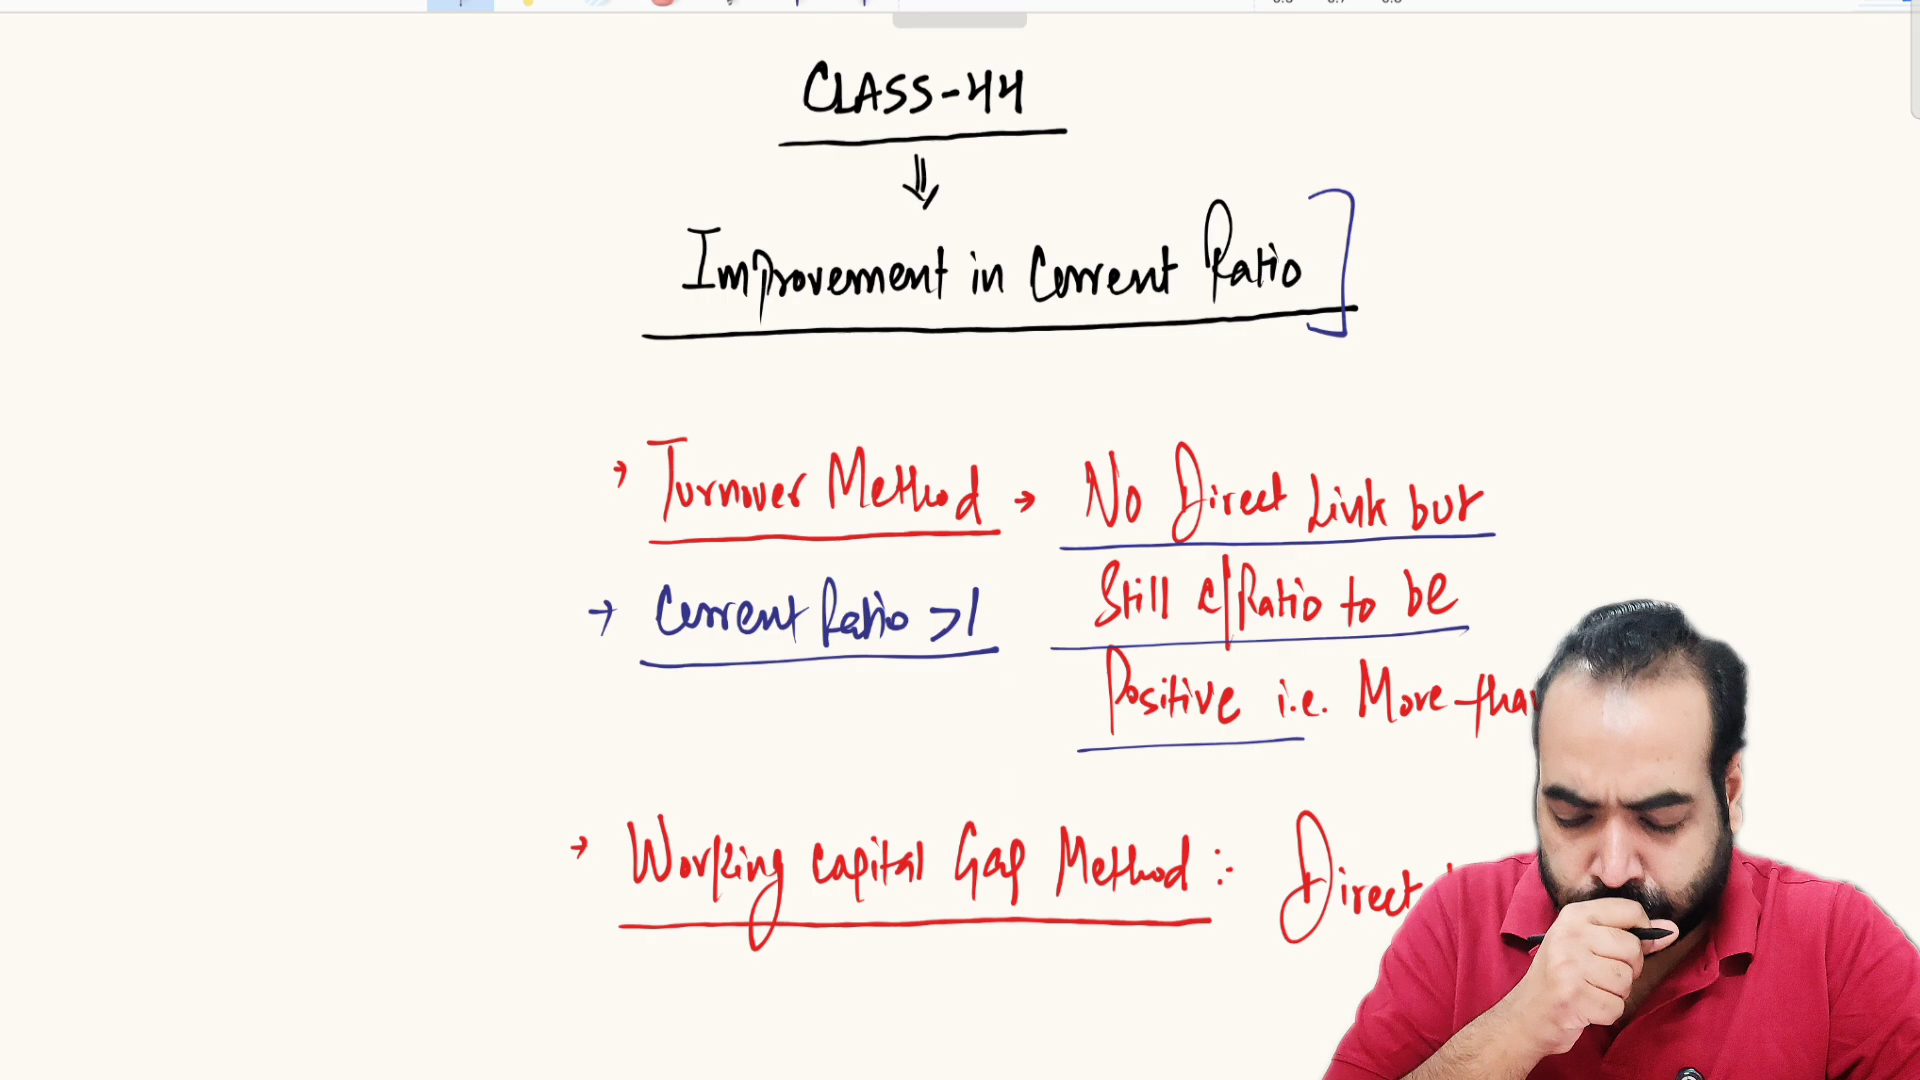 CLASS-44
⇓
Improvement in Current Ratio ]
→ Turnover Method → No Direct Link but
→ Current Ratio >1 Still C/Ratio to be
Positive i.e. More than
→ Working Capital Gap Method :- Direct